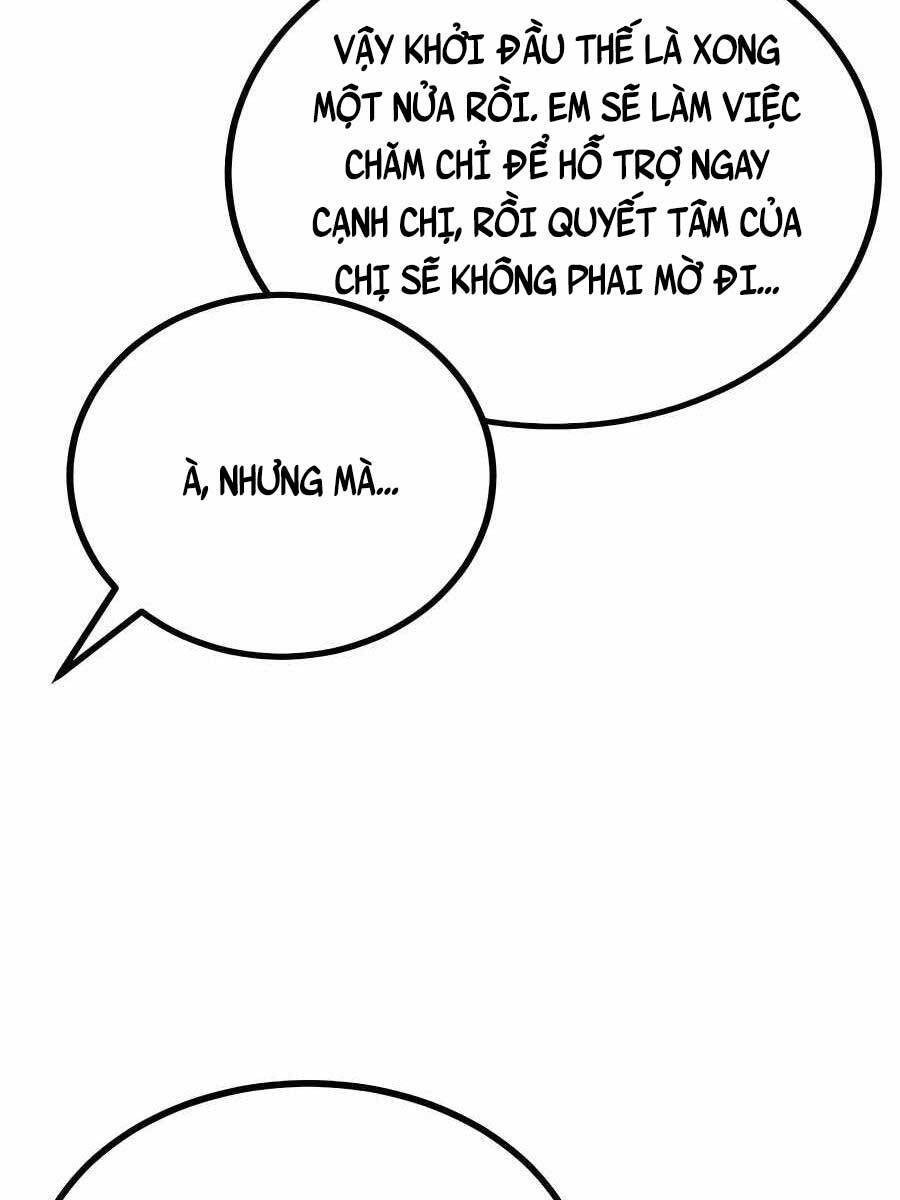 VẬY KHỞI ĐẦU THẾ LÀ XONG
MỘT NỬA RỒI. EM SẼ LÀM VIỆC
CHĂM CHỈ ĐỂ HỖ TRỢ NGAY
CẠNH CHỊ, RỒI QUYẾT TÂM CỦA
CHỊ SẼ KHÔNG PHAI MỜ ĐI...
À, NHƯNG MÀ...